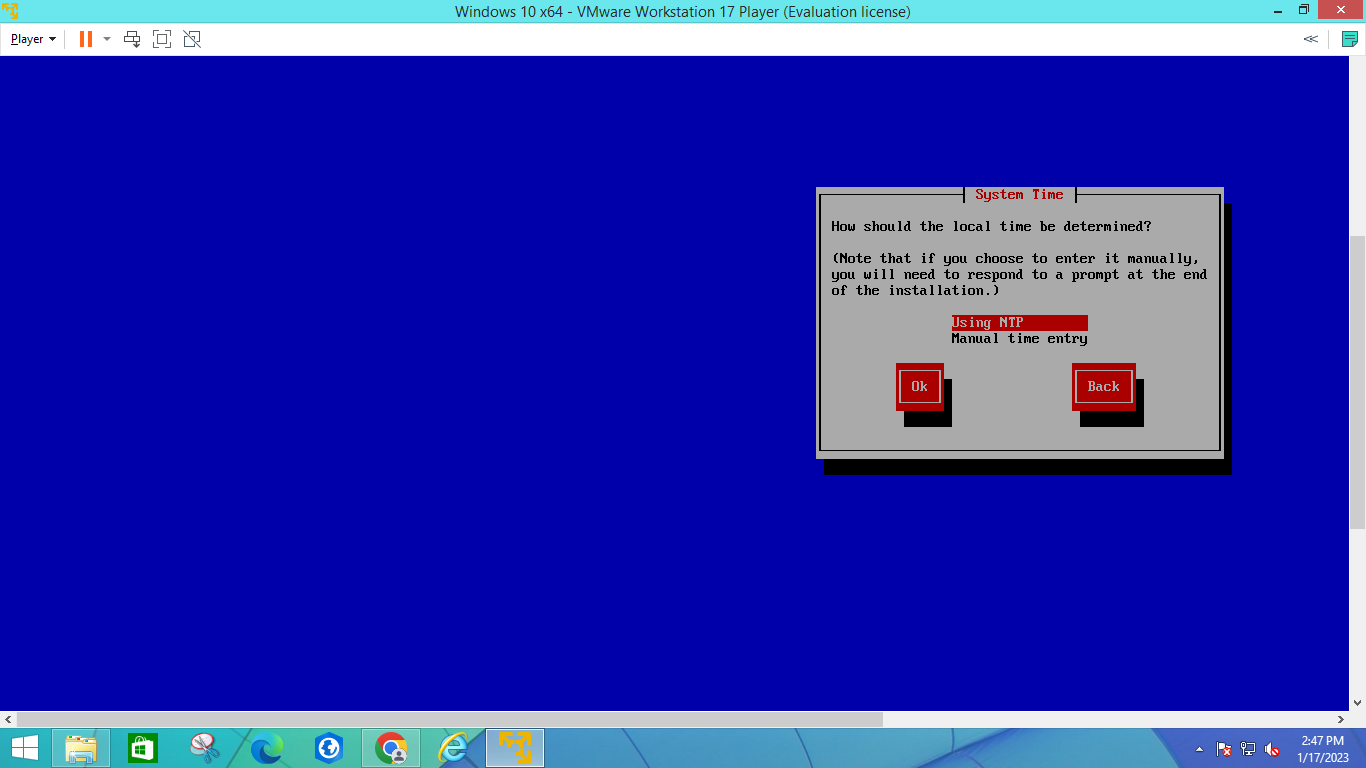 Windows 10 x64 - VMware Workstation 17 Player (Evaluation license)
Player
System Time
How should the local time be determined?
(Note that if you choose to enter it manually,
you will need to respond to a prompt at the end
of the installation.)
Using NTP
Manual time entry
Ok Back
2:47 PM
1/17/2023